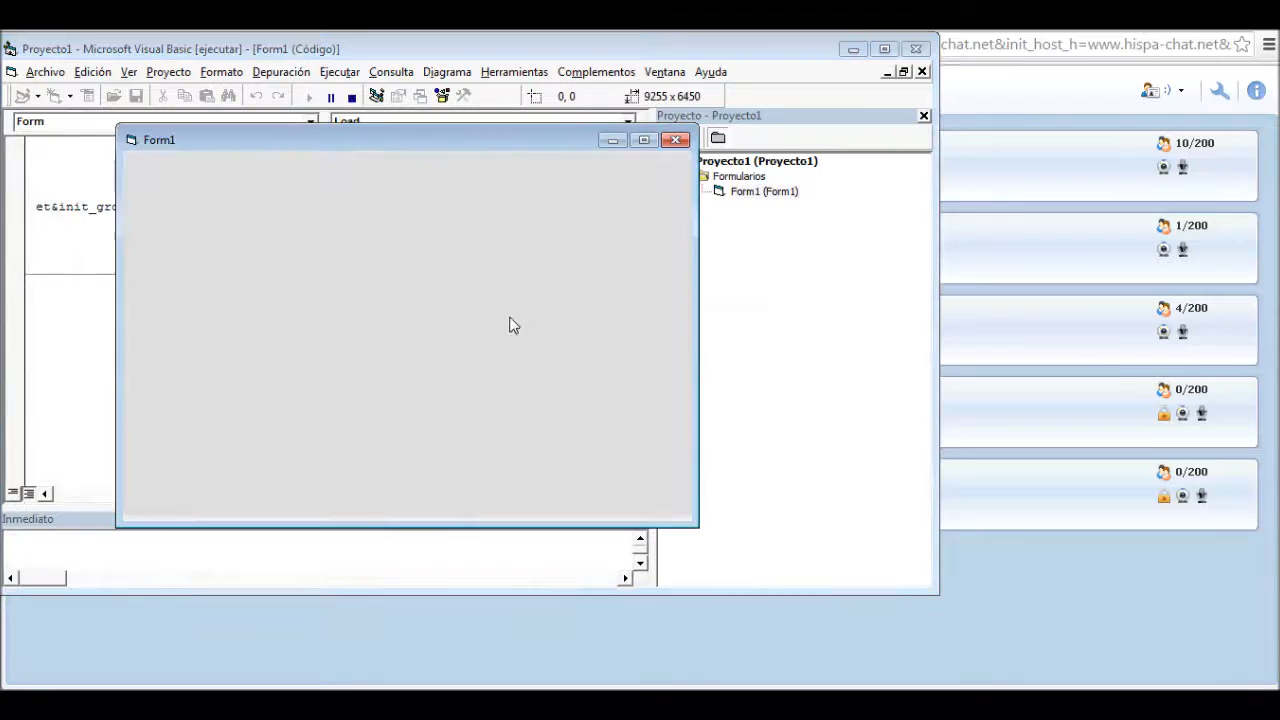 Proyecto1 - Microsoft Visual Basic [ejecutar] - [Form1 (Código)]
chat.net&init_host_h=www.hispa-chat.net&
Archivo Edición Ver Proyecto Formato Depuración Ejecutar Consulta Diagrama Herramientas Complementos Ventana Ayuda
0, 0 9255 x 6450
:)
Form Load
Proyecto - Proyecto1
Form1
Proyecto1 (Proyecto1)
Formularios
Form1 (Form1)
et&init_gro
10/200
1/200
4/200
0/200
0/200
Inmediato